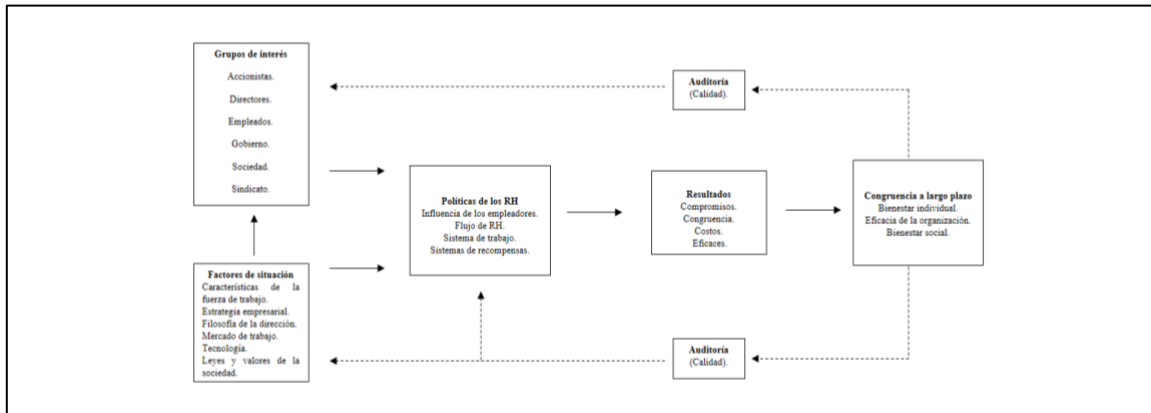 Grupos de interés
Accionistas.
Directores.
Empleados.
Gobierno.
Sociedad.
Sindicato.
Auditoría
(Calidad).
Políticas de los RH
Influencia de los empleadores.
Flujo de RH.
Sistema de trabajo.
Sistemas de recompensas.
Resultados
Compromisos.
Congruencia.
Costos.
Eficaces.
Congruencia a largo plazo
Bienestar individual.
Eficacia de la organización.
Bienestar social.
Factores de situación
Características de la
fuerza de trabajo.
Estrategia empresarial.
Filosofía de la dirección.
Mercado de trabajo.
Tecnología.
Leyes y valores de la
sociedad.
Auditoría
(Calidad).